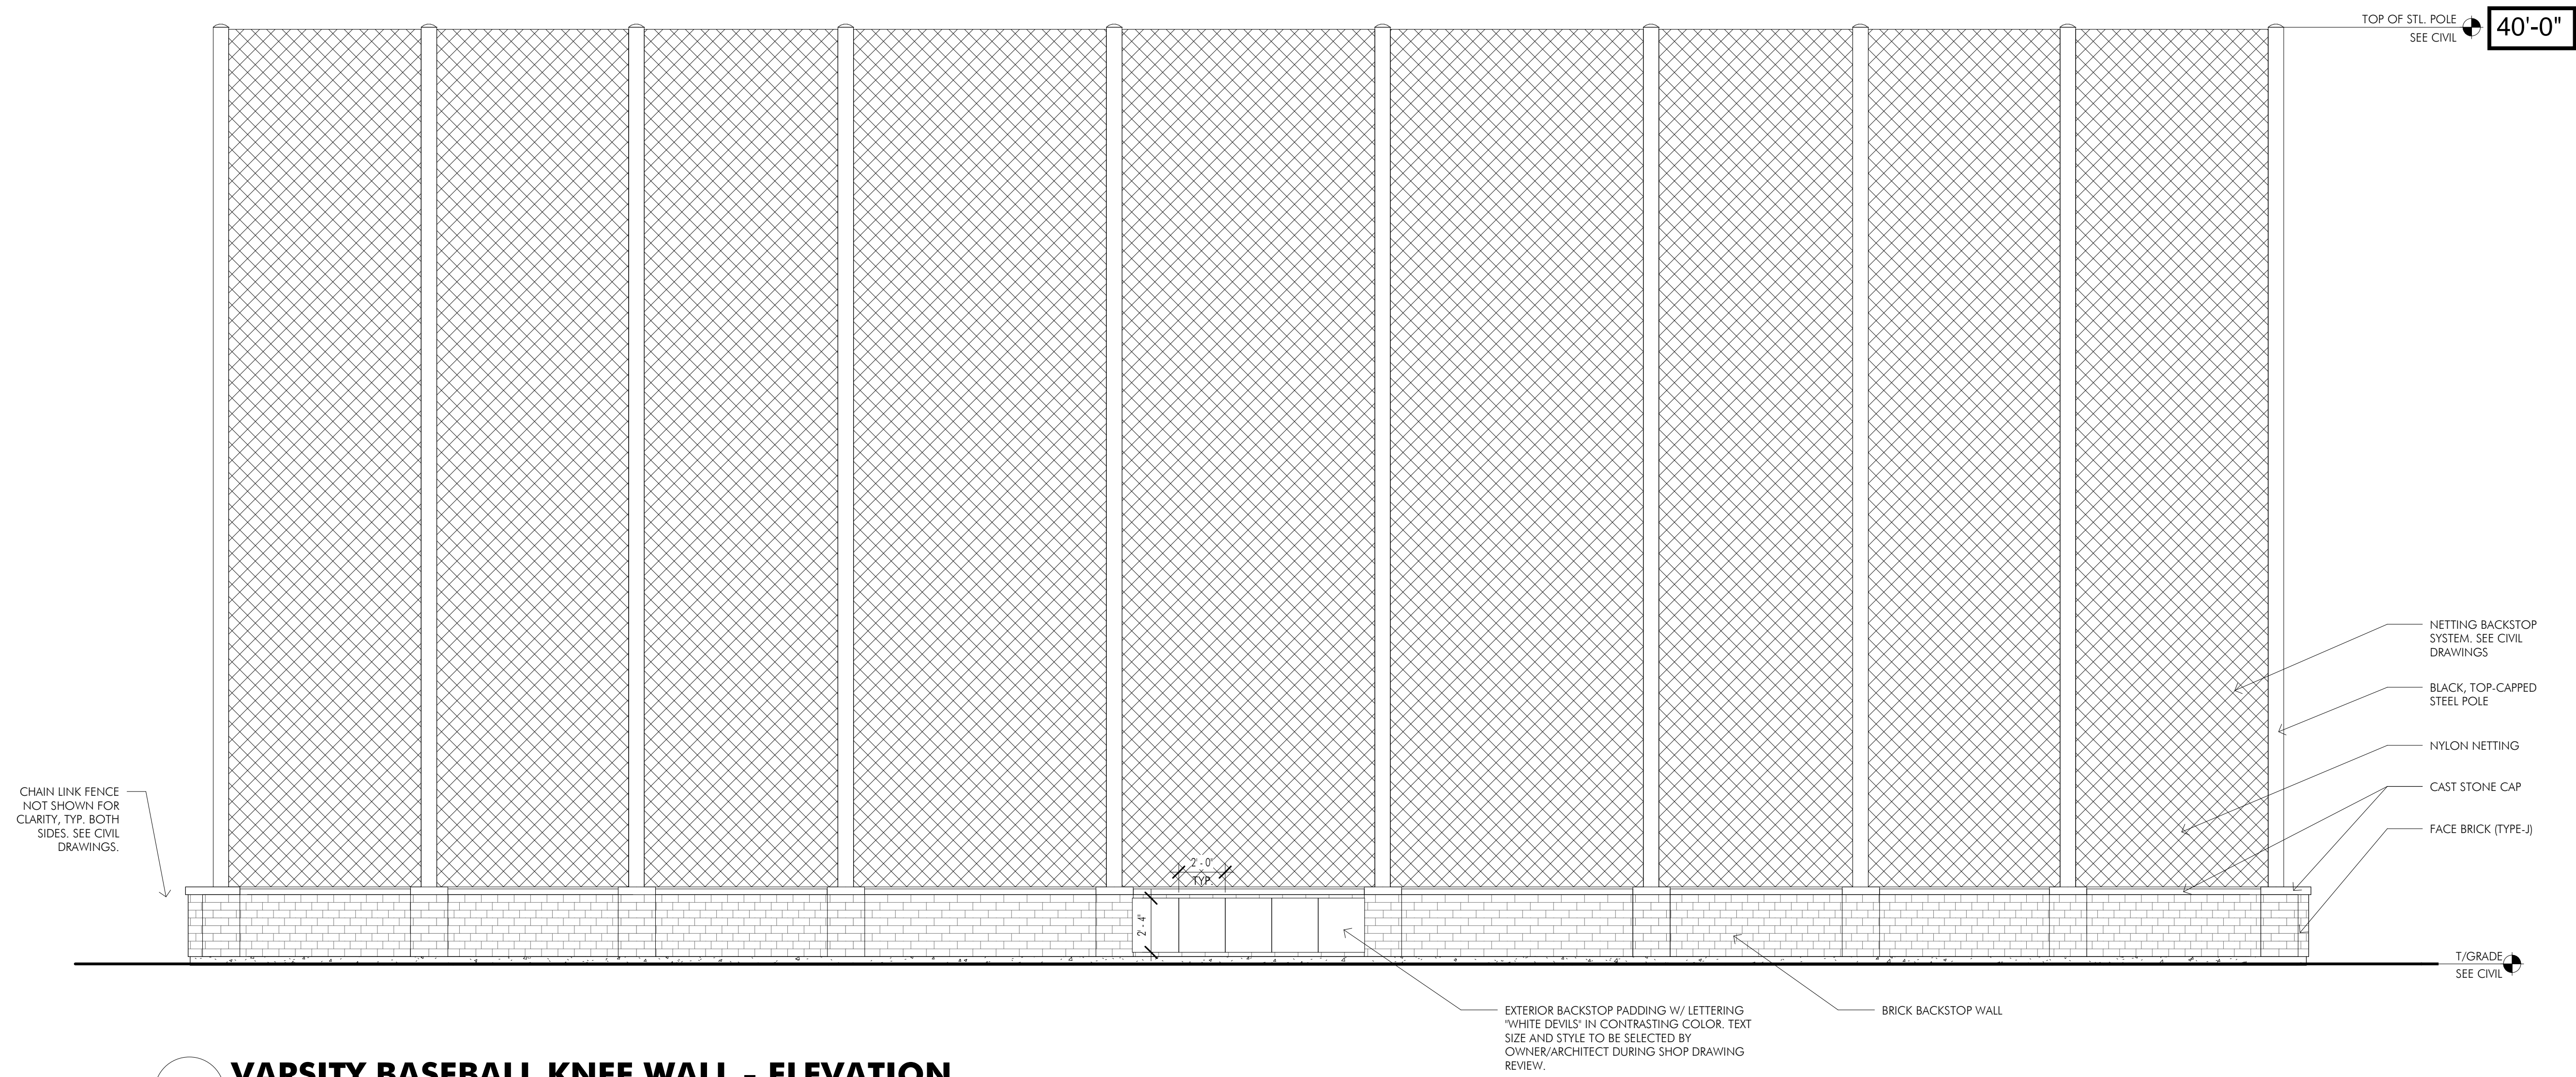 TOP OF STL. POLE
SEE CIVIL
40'-0"
NETTING BACKSTOP
SYSTEM. SEE CIVIL
DRAWINGS
BLACK, TOP-CAPPED
STEEL POLE
NYLON NETTING
CAST STONE CAP
FACE BRICK (TYPE-J)
CHAIN LINK FENCE
NOT SHOWN FOR
CLARITY, TYP. BOTH
SIDES. SEE CIVIL
DRAWINGS.
2' - 0"
TYP.
2' - 4"
T/GRADE
SEE CIVIL
EXTERIOR BACKSTOP PADDING W/ LETTERING
"WHITE DEVILS" IN CONTRASTING COLOR. TEXT
SIZE AND STYLE TO BE SELECTED BY
OWNER/ARCHITECT DURING SHOP DRAWING
REVIEW.
BRICK BACKSTOP WALL
VARSITY BASEBALL KNEE WALL - ELEVATION